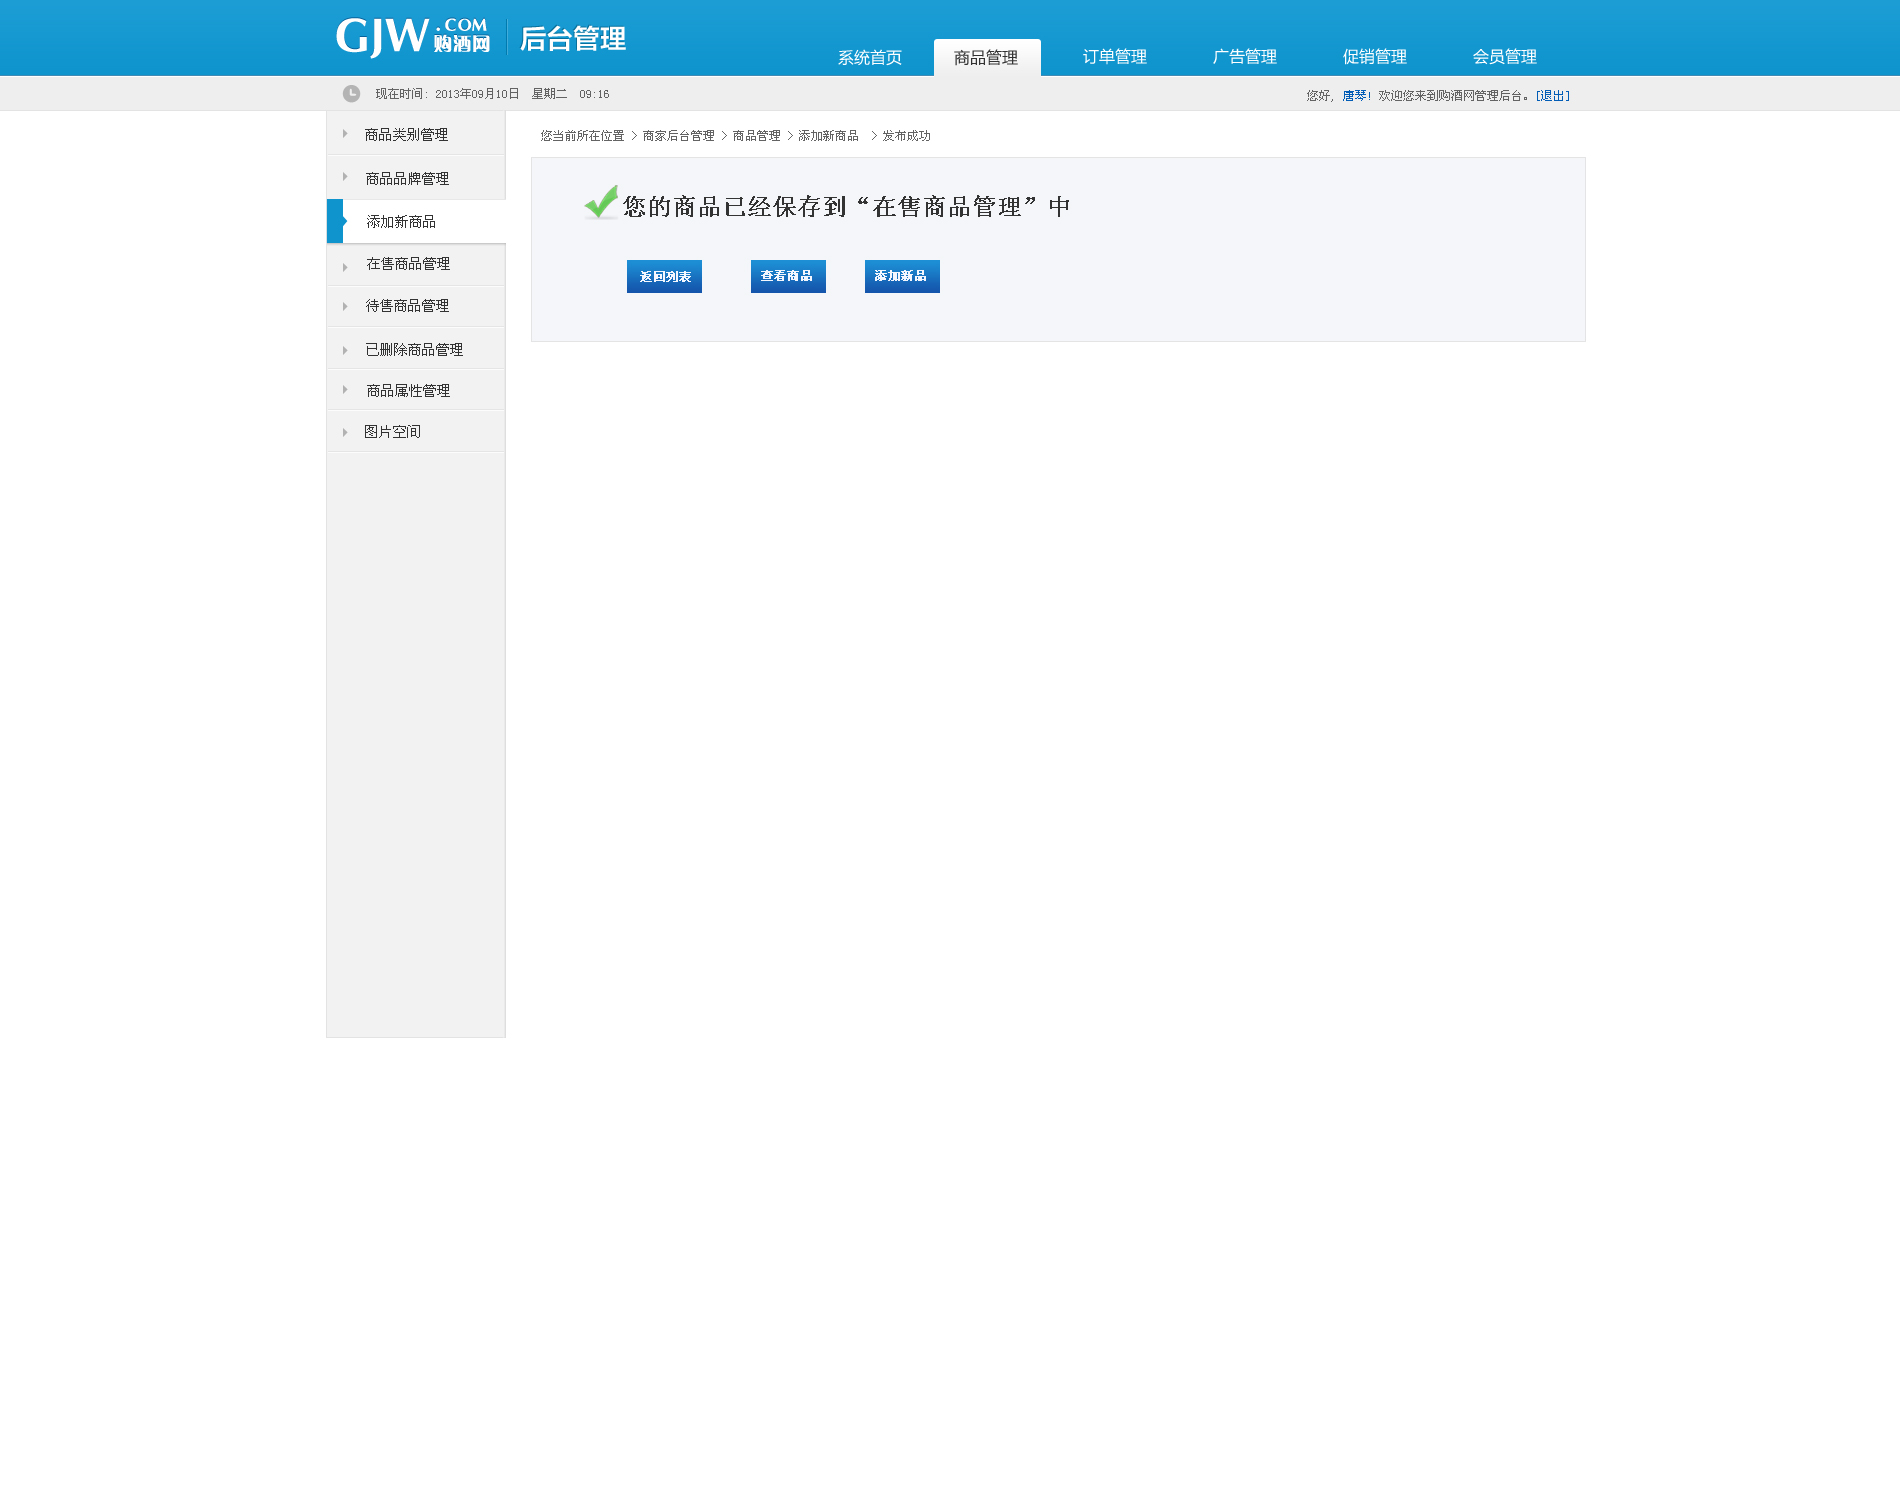 GJW.COM 购酒网 后台管理
系统首页 商品管理 订单管理 广告管理 促销管理 会员管理
现在时间：2013年09月10日 星期二 09:16
您好，唐琴！欢迎您来到购酒网管理后台。[退出]
商品类别管理
商品品牌管理
添加新商品
在售商品管理
待售商品管理
已删除商品管理
商品属性管理
图片空间
您当前所在位置 > 商家后台管理 > 商品管理 > 添加新商品 > 发布成功
您的商品已经保存到“在售商品管理”中
返回列表 查看商品 添加新品